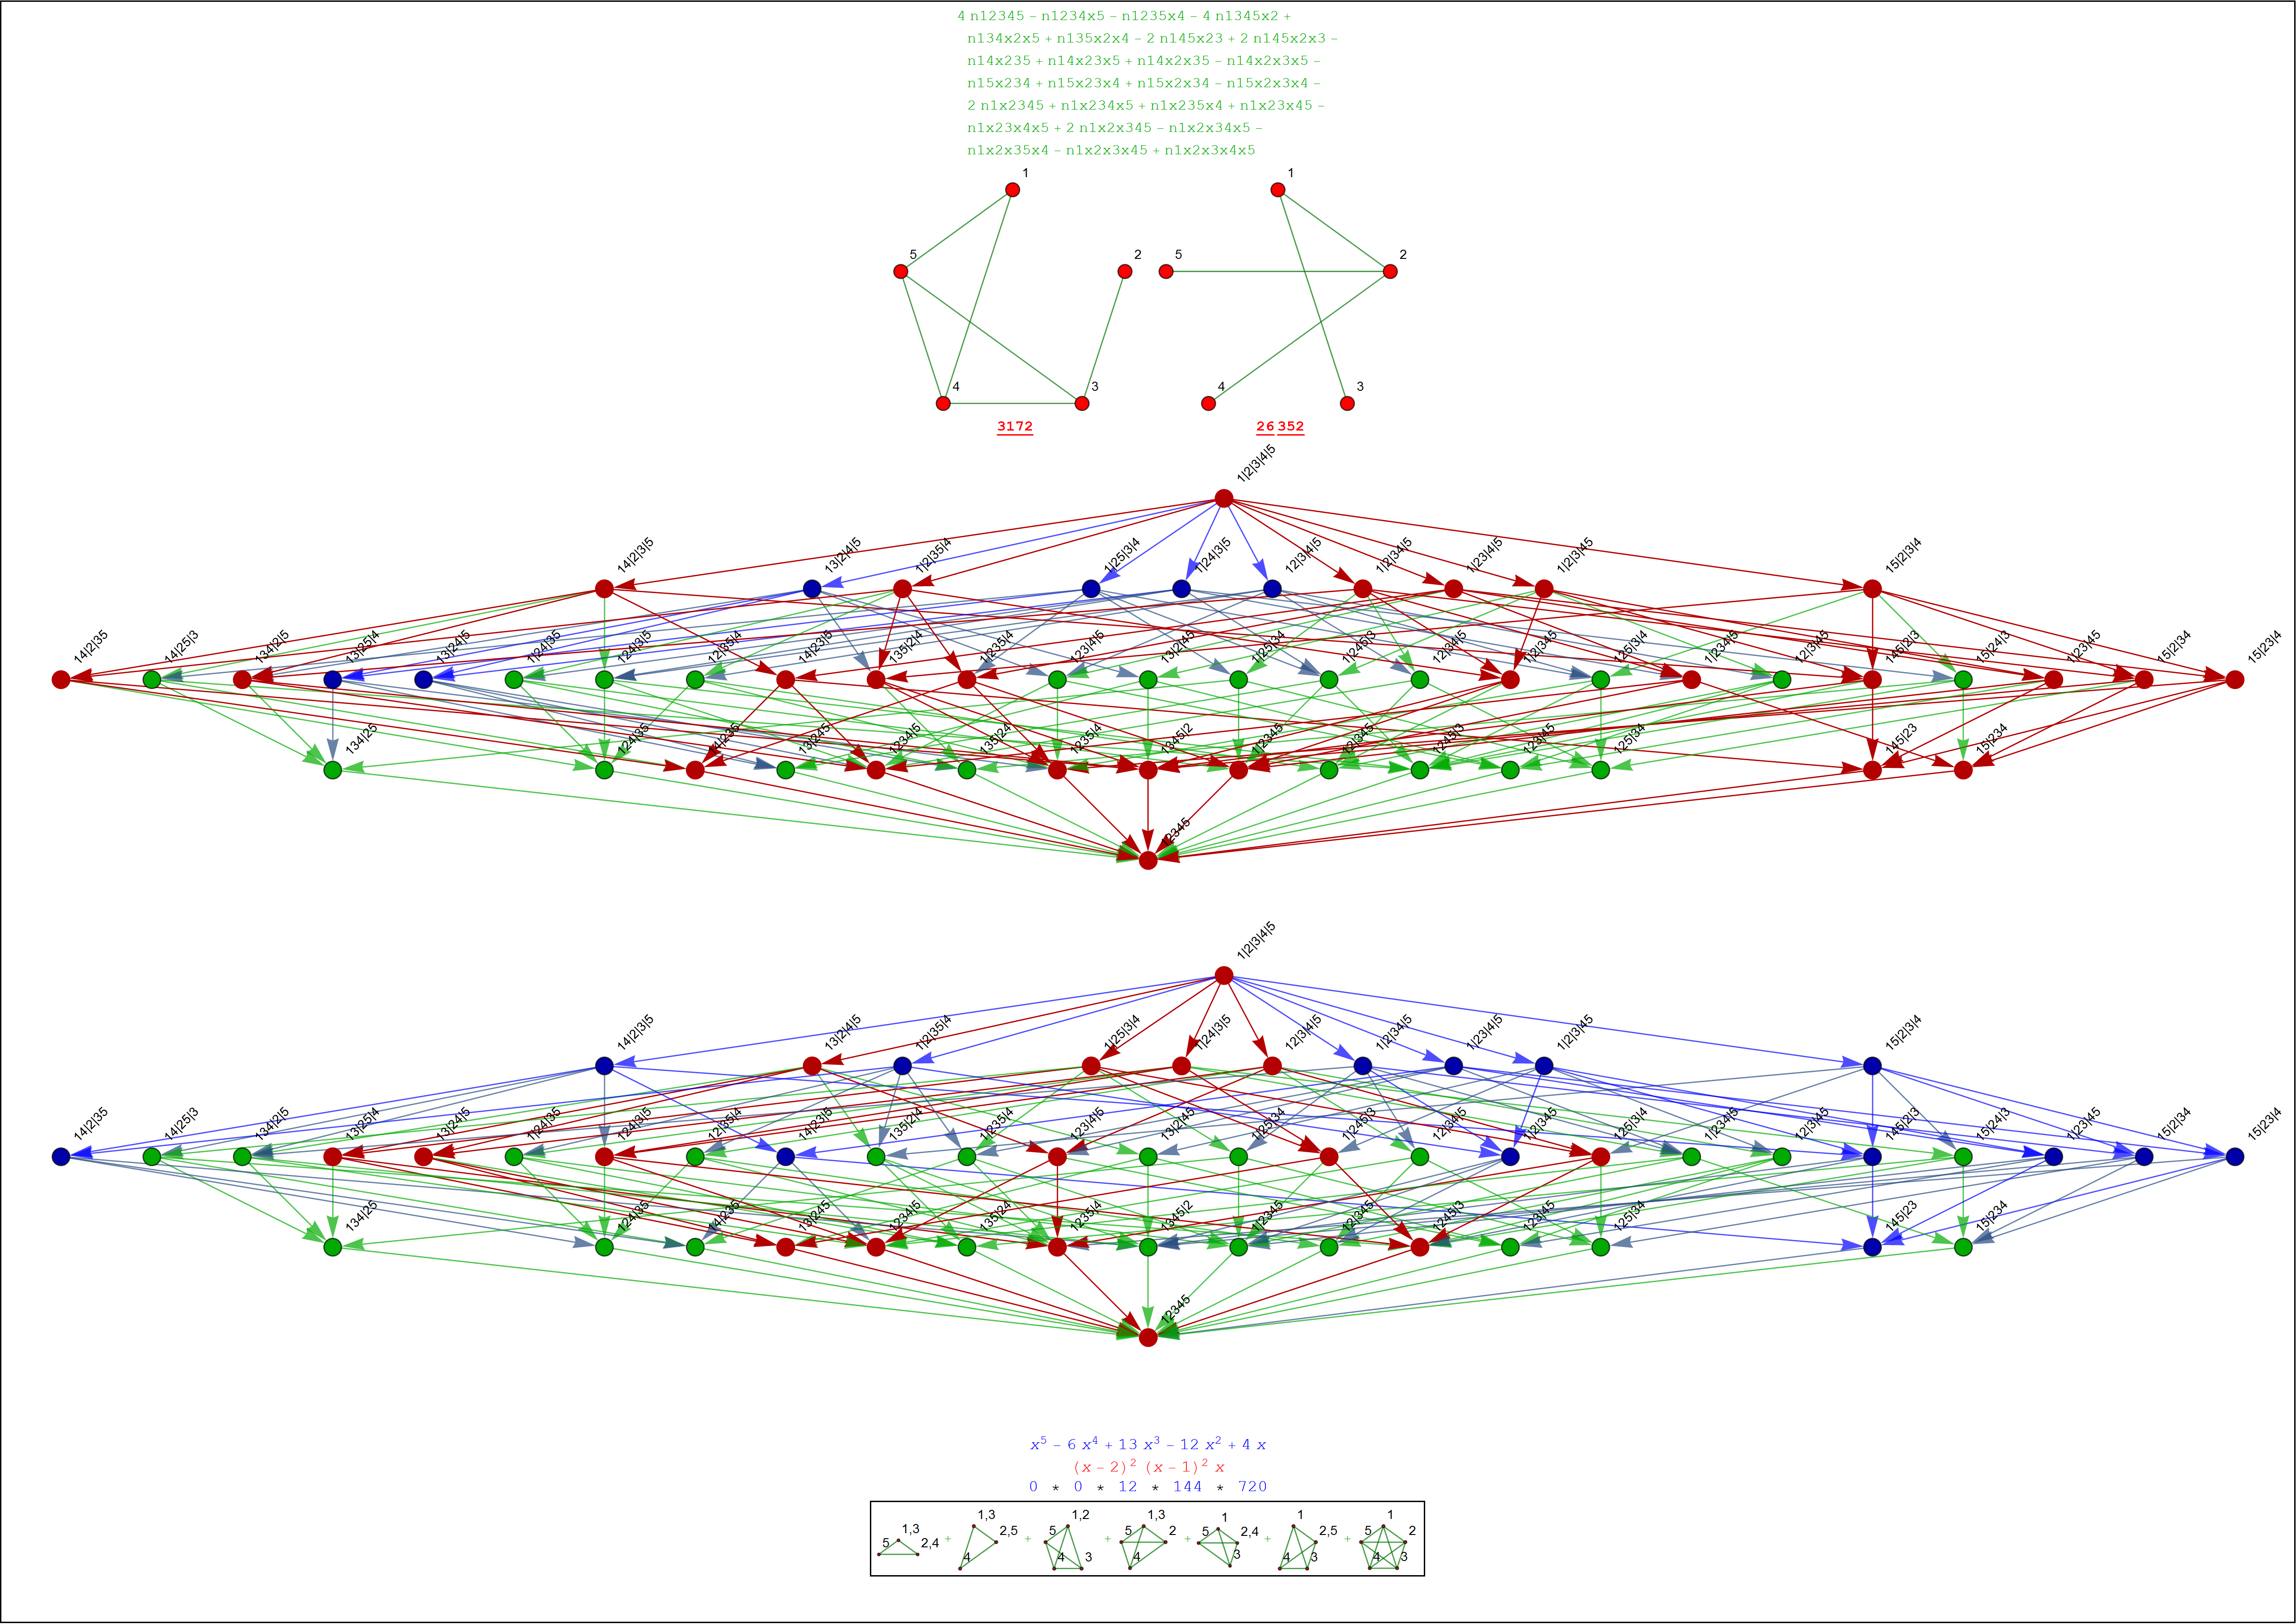 4 n12345 – n1234x5 – n1235x4 – 4 n1345x2 +
n134x2x5 + n135x2x4 – 2 n145x23 + 2 n145x2x3 –
n14x235 + n14x23x5 + n14x2x35 – n14x2x3x5 –
n15x234 + n15x23x4 + n15x2x34 – n15x2x3x4 –
2 n1x2345 + n1x234x5 + n1x235x4 + n1x23x45 –
n1x23x4x5 + 2 n1x2x345 – n1x2x34x5 –
n1x2x35x4 – n1x2x3x45 + n1x2x3x4x5
1 1
5 2 5 2
4 3 4 3
3172 26 352
1|2|3|4|5
14|2|3|5 13|2|4|5 1|2|35|4 1|25|3|4 1|24|3|5 12|3|4|5 1|2|34|5 1|23|4|5 1|2|3|45 15|2|3|4
14|2|35 14|25|3 134|2|5 13|25|4 13|24|5 1|24|35 124|3|5 12|35|4 14|23|5 135|2|4 1|235|4 123|4|5 13|2|45 1|25|34 1|245|3 12|34|5 1|2|345 125|3|4 1|234|5 12|3|45 145|2|3 15|24|3 1|23|45 15|2|34 15|23|4
134|25 124|35 14|235 13|245 1234|5 135|24 1235|4 1345|2 1|2345 12|345 1245|3 123|45 125|34 145|23 15|234
12345
1|2|3|4|5
14|2|3|5 13|2|4|5 1|2|35|4 1|25|3|4 1|24|3|5 12|3|4|5 1|2|34|5 1|23|4|5 1|2|3|45 15|2|3|4
14|2|35 14|25|3 134|2|5 13|25|4 13|24|5 1|24|35 124|3|5 12|35|4 14|23|5 135|2|4 1|235|4 123|4|5 13|2|45 1|25|34 1|245|3 12|34|5 1|2|345 125|3|4 1|234|5 12|3|45 145|2|3 15|24|3 1|23|45 15|2|34 15|23|4
134|25 124|35 14|235 13|245 1234|5 135|24 1235|4 1345|2 1|2345 12|345 1245|3 123|45 125|34 145|23 15|234
12345
x⁵ – 6 x⁴ + 13 x³ – 12 x² + 4 x
(x – 2)² (x – 1)² x
0 * 0 * 12 * 144 * 720
1,3 1,3 1,2 1,3 1 1 1
5 2,4 + 2,5 + 5 + 5 2 + 5 2,4 + 2,5 + 5 2
4 4 3 4 3 4 3 4 3